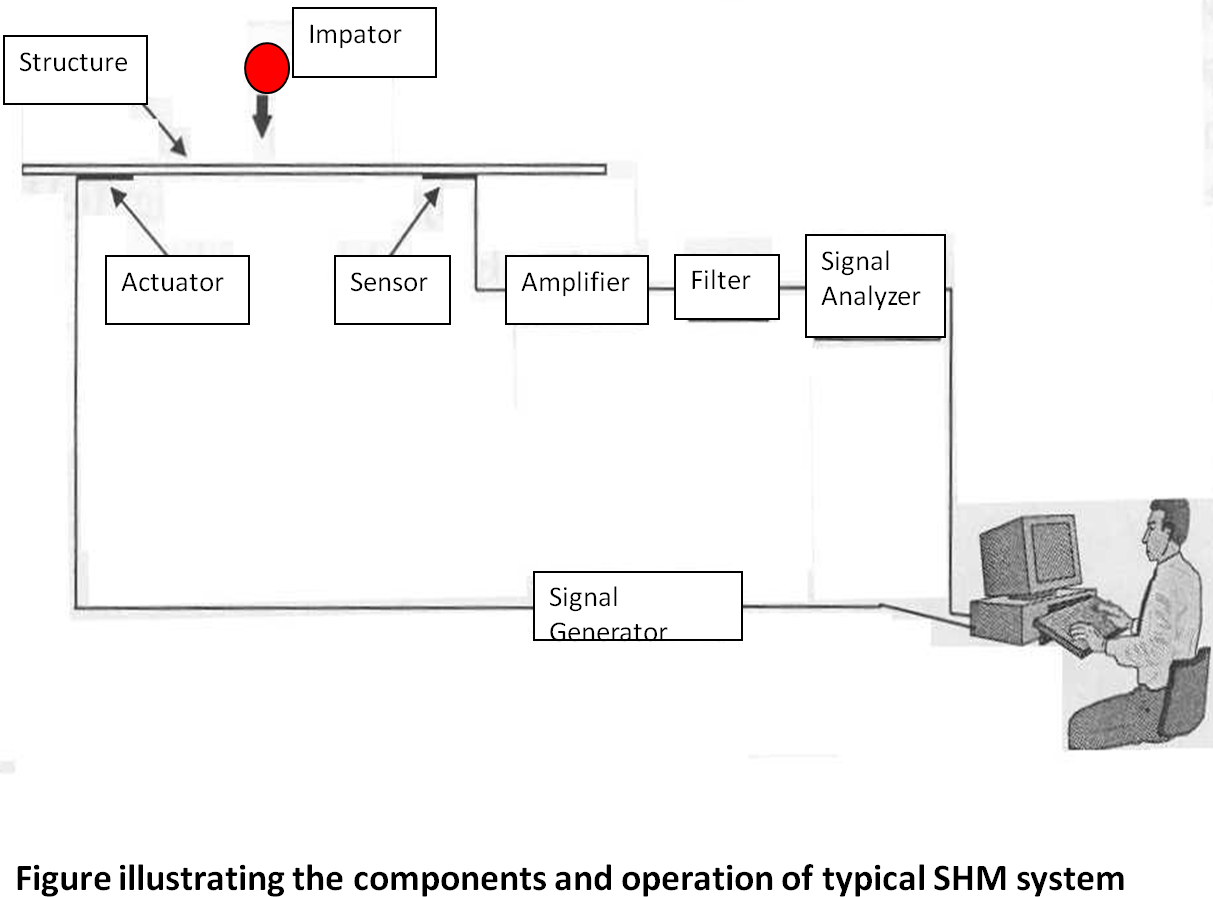 Impator
Structure
Actuator
Sensor
Amplifier
Filter
Signal
Analyzer
Signal
Generator
Figure illustrating the components and operation of typical SHM system